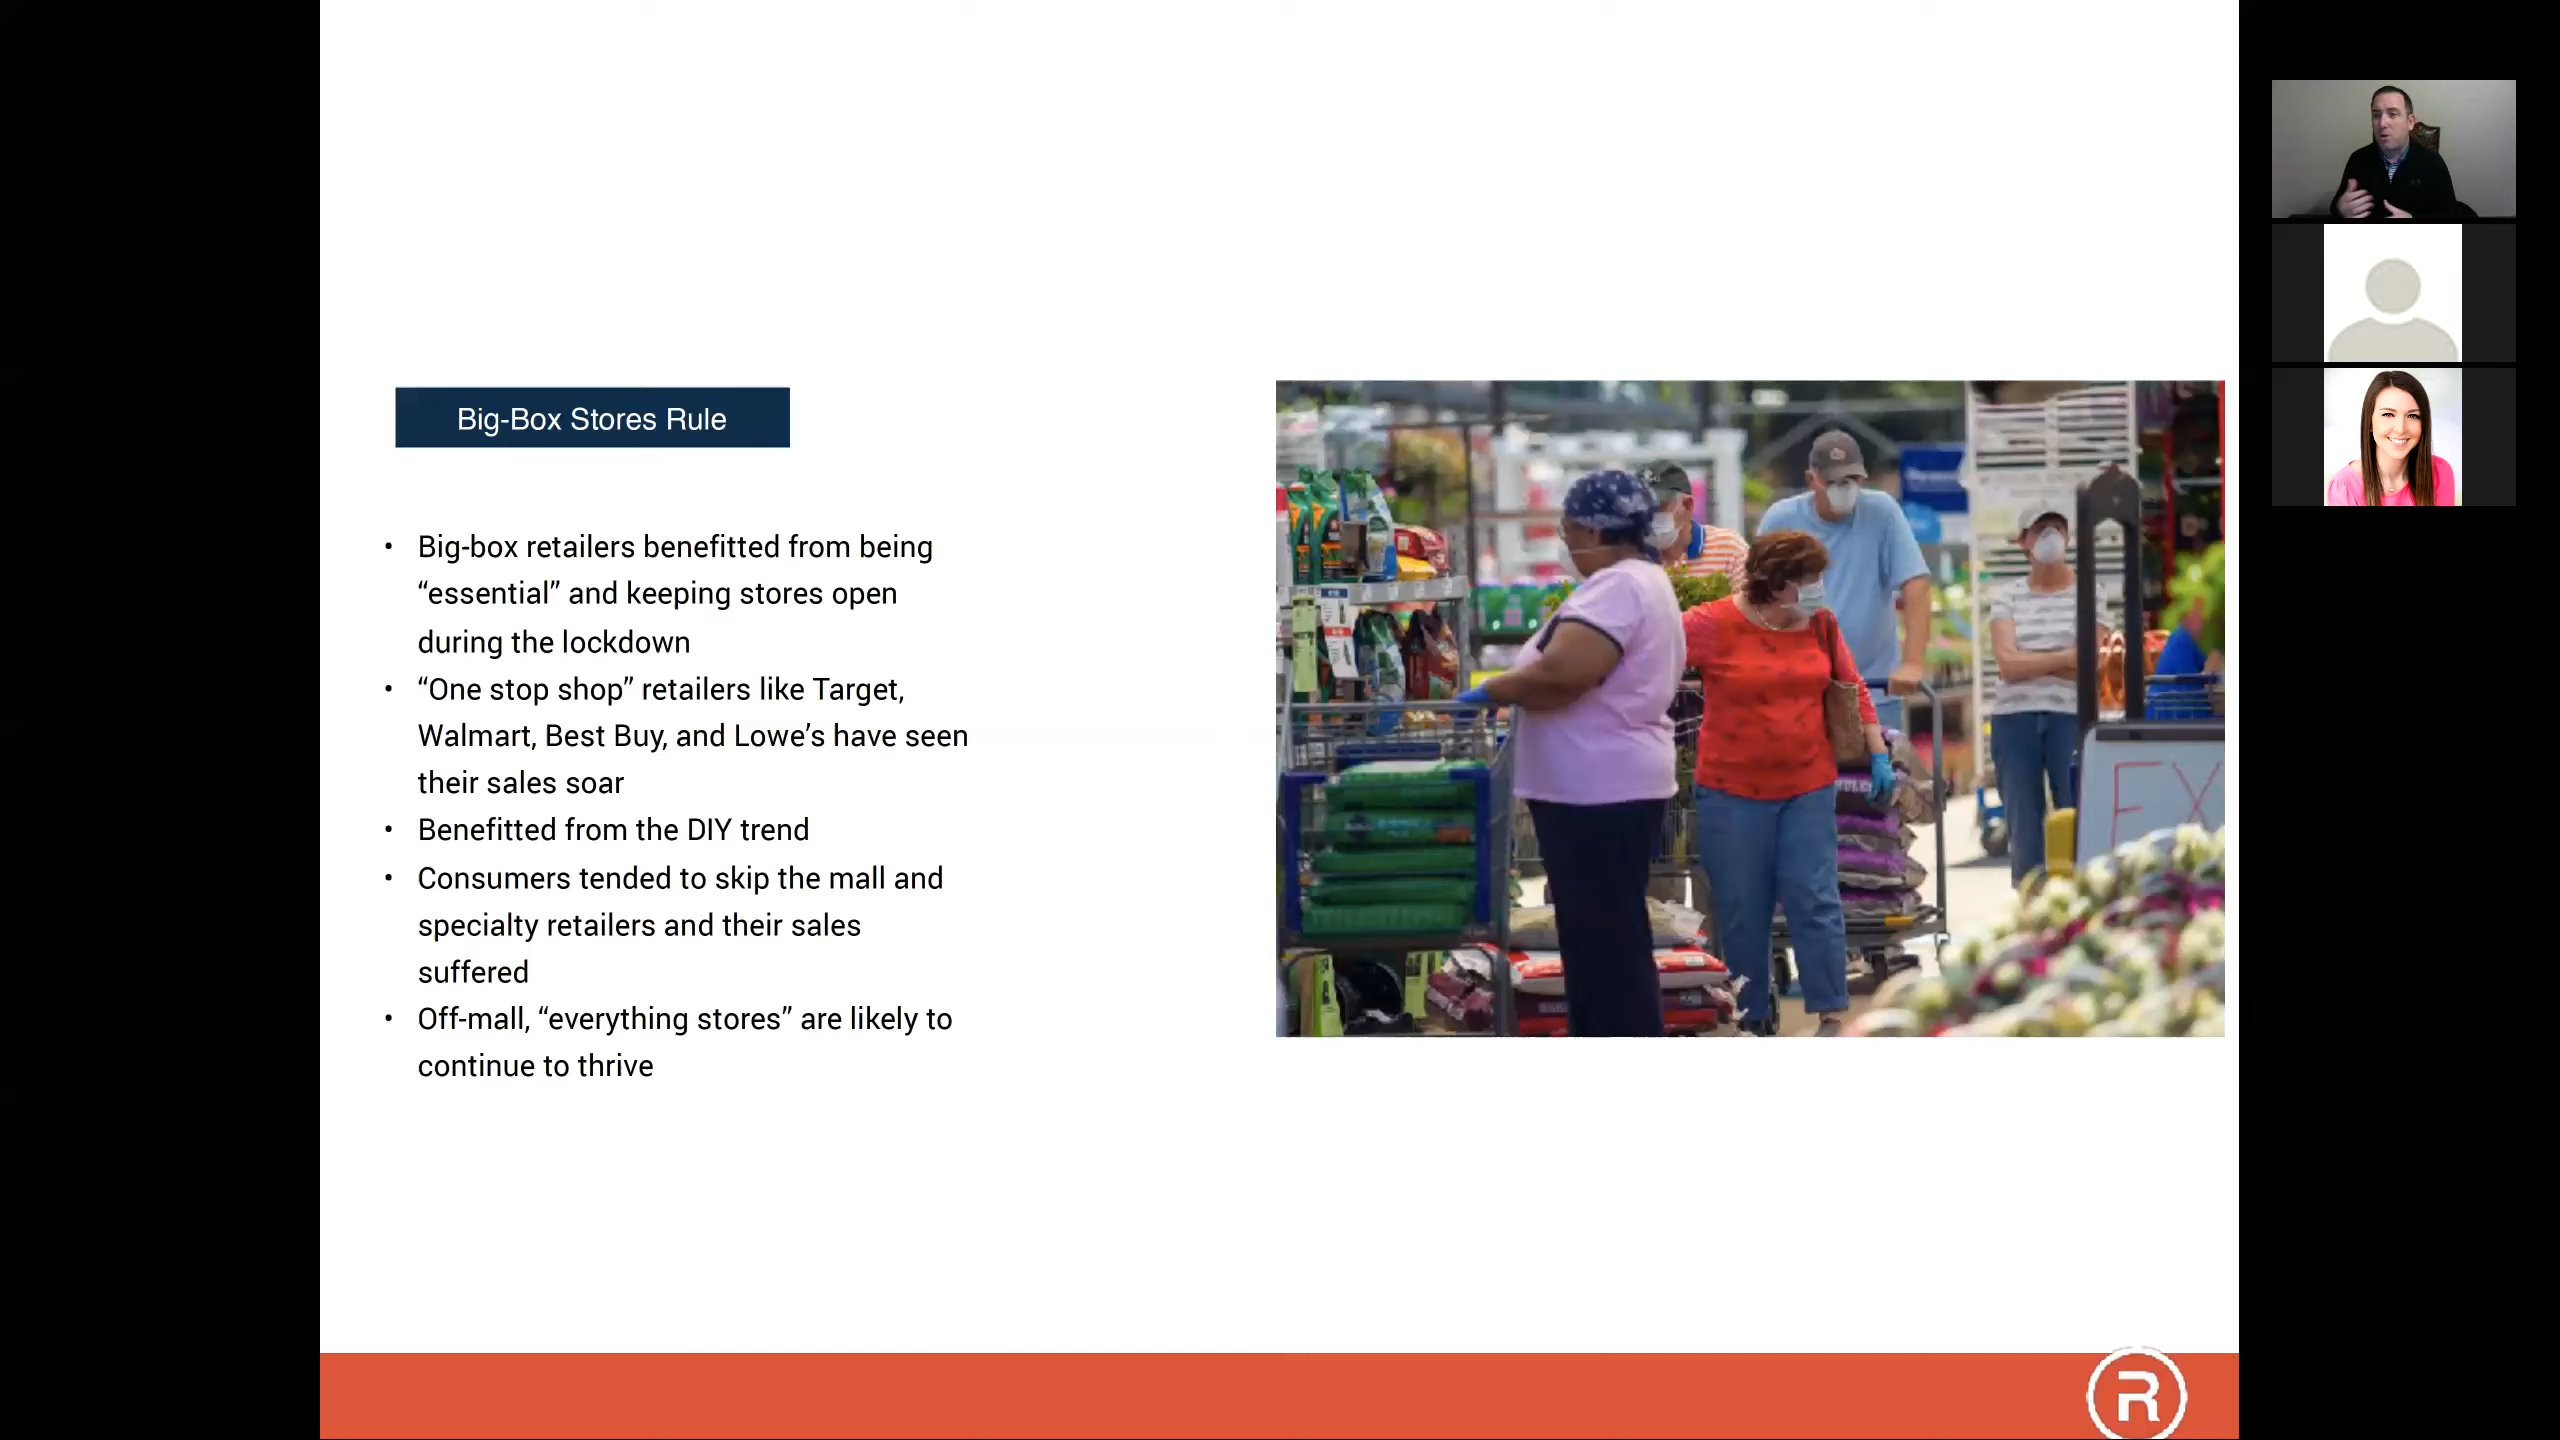 Big-Box Stores Rule
• Big-box retailers benefitted from being
“essential” and keeping stores open
during the lockdown
• “One stop shop” retailers like Target,
Walmart, Best Buy, and Lowe’s have seen
their sales soar
• Benefitted from the DIY trend
• Consumers tended to skip the mall and
specialty retailers and their sales
suffered
• Off-mall, “everything stores” are likely to
continue to thrive
EX
R